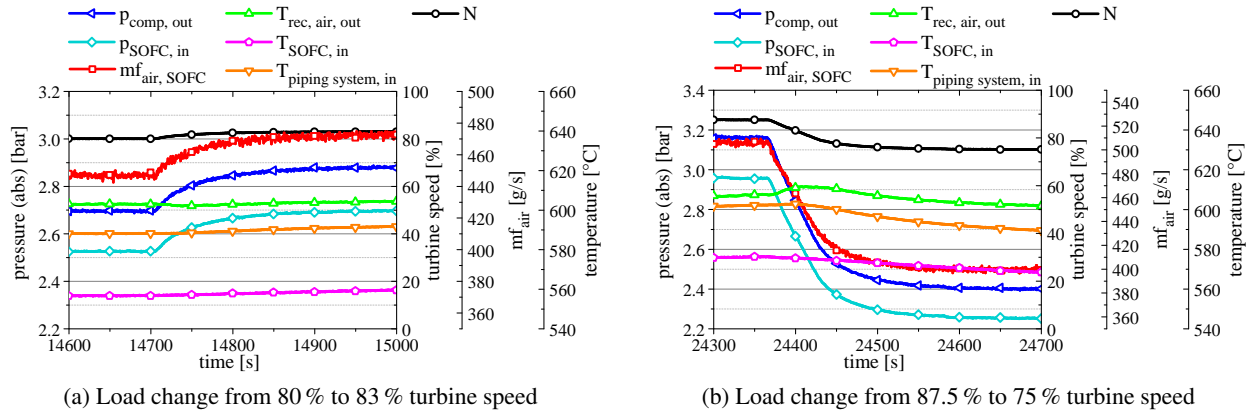 p_comp, out
T_rec, air, out
N
p_SOFC, in
T_SOFC, in
mf_air, SOFC
T_piping system, in
3.2
3.0
2.8
2.6
2.4
2.2
pressure (abs) [bar]
100
80
60
40
20
0
turbine speed [%]
500
480
460
440
420
400
380
360
mf_air [g/s]
660
640
620
600
580
560
540
temperature [°C]
14600 14700 14800 14900 15000
time [s]
(a) Load change from 80 % to 83 % turbine speed
p_comp, out
T_rec, air, out
N
p_SOFC, in
T_SOFC, in
mf_air, SOFC
T_piping system, in
3.4
3.2
3.0
2.8
2.6
2.4
2.2
pressure (abs) [bar]
100
80
60
40
20
0
turbine speed [%]
540
520
500
480
460
440
420
400
380
360
mf_air [g/s]
660
640
620
600
580
560
540
temperature [°C]
24300 24400 24500 24600 24700
time [s]
(b) Load change from 87.5 % to 75 % turbine speed